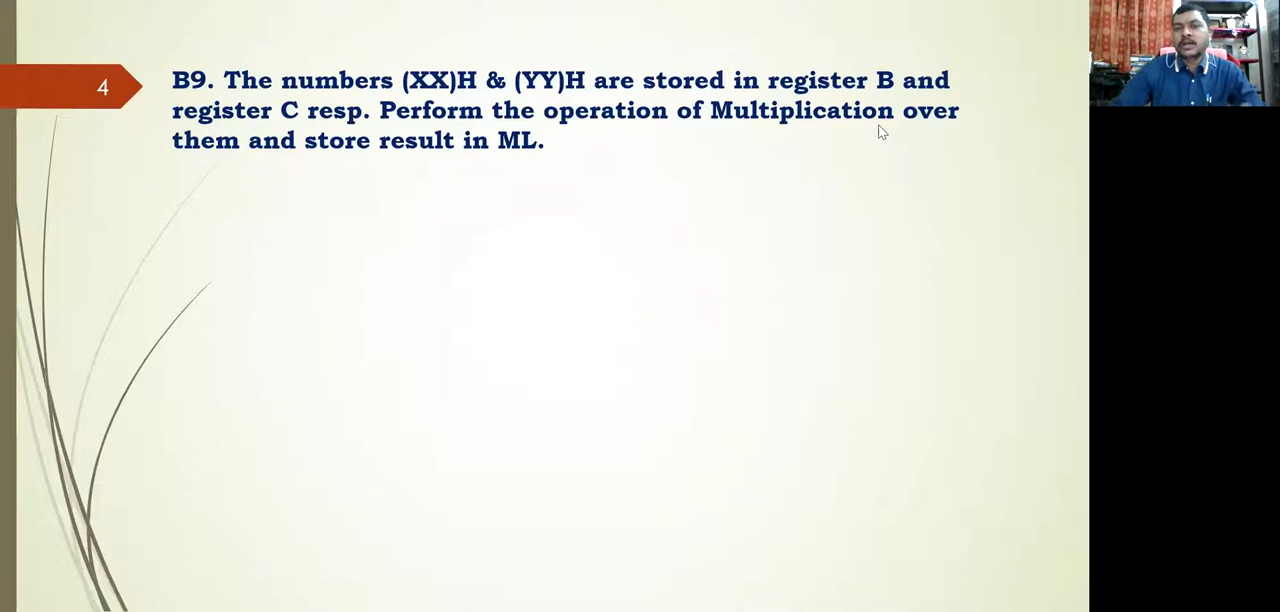 4
B9. The numbers (XX)H & (YY)H are stored in register B and
register C resp. Perform the operation of Multiplication over
them and store result in ML.